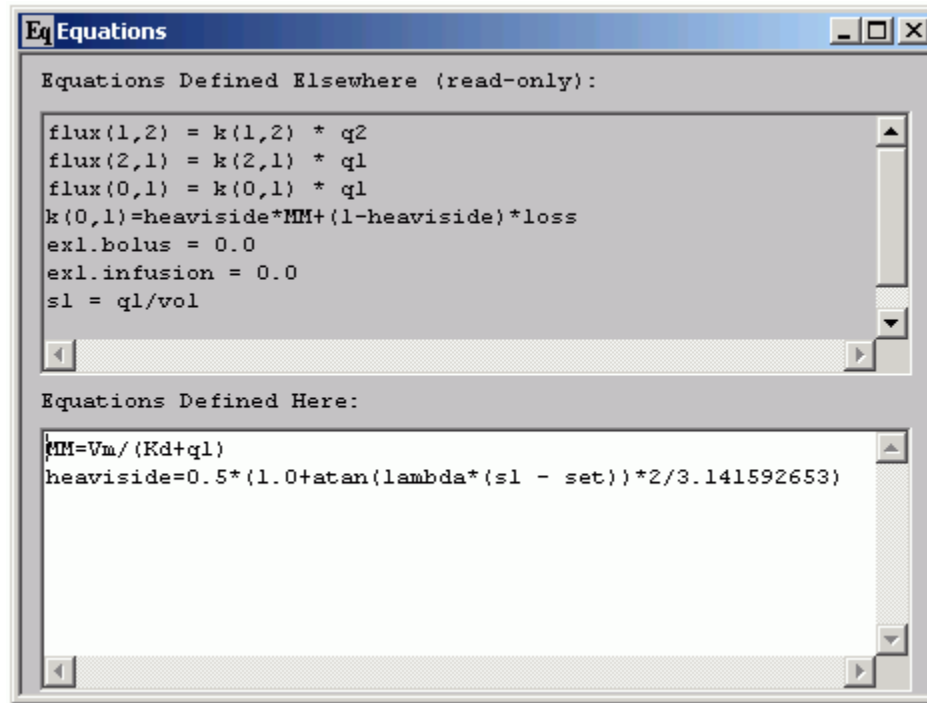 Eq Equations
Equations Defined Elsewhere (read-only):
flux(1,2) = k(1,2) * q2
flux(2,1) = k(2,1) * q1
flux(0,1) = k(0,1) * q1
k(0,1)=heaviside*MM+(1-heaviside)*loss
ex1.bolus = 0.0
ex1.infusion = 0.0
s1 = q1/vol
Equations Defined Here:
MM=Vm/(Kd+q1)
heaviside=0.5*(1.0+atan(lambda*(s1 - set))*2/3.141592653)